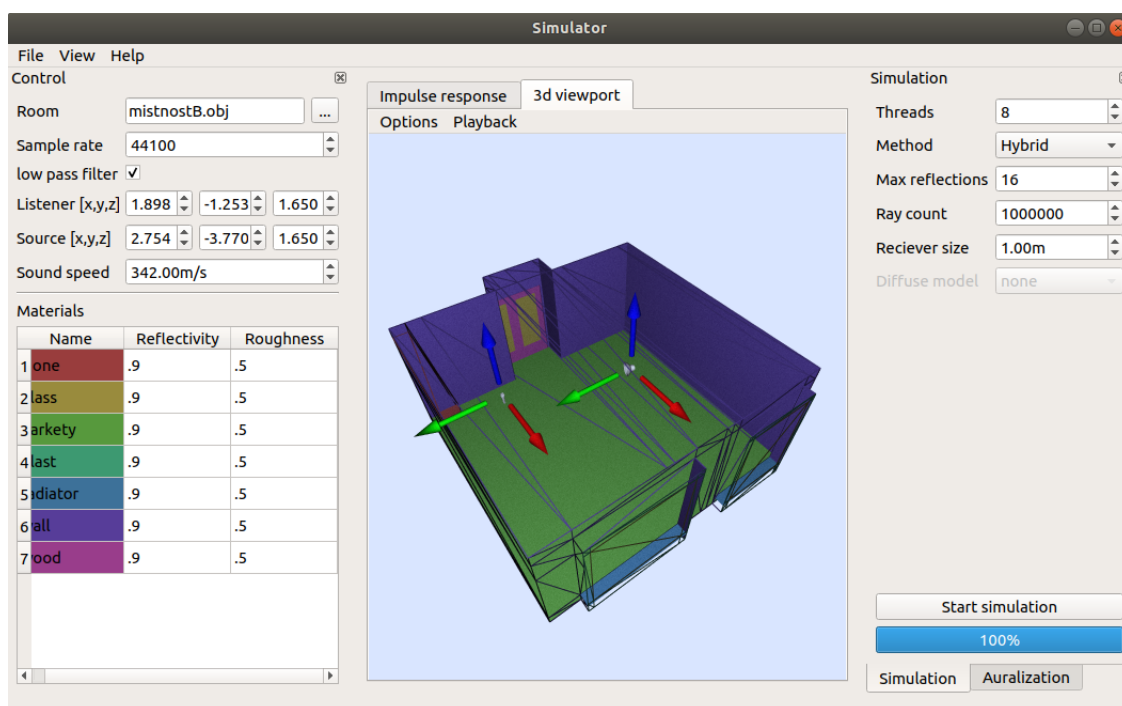 Simulator
File View Help
Control
Room mistnostB.obj ...
Sample rate 44100
low pass filter
Listener [x,y,z] 1.898 -1.253 1.650
Source [x,y,z] 2.754 -3.770 1.650
Sound speed 342.00m/s
Materials
Name Reflectivity Roughness
1 one .9 .5
2 lass .9 .5
3 arkety .9 .5
4 last .9 .5
5 adiator .9 .5
6 all .9 .5
7 ood .9 .5
Impulse response 3d viewport
Options Playback
Simulation
Threads 8
Method Hybrid
Max reflections 16
Ray count 1000000
Reciever size 1.00m
Diffuse model none
Start simulation
100%
Simulation Auralization